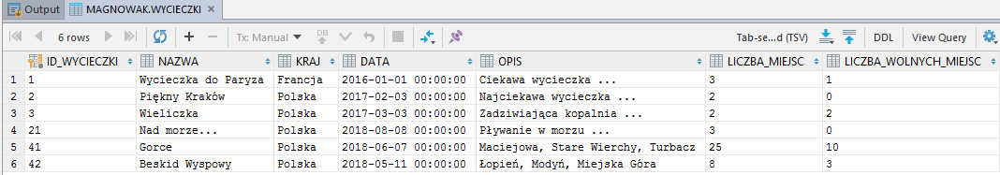 Output MAGNOWAK.WYCIECZKI
6 rows Tx: Manual DB Tab-se...d (TSV) DDL View Query
ID_WYCIECZKI NAZWA KRAJ DATA OPIS LICZBA_MIEJSC LICZBA_WOLNYCH_MIEJSC
1 1 Wycieczka do Paryza Francja 2016-01-01 00:00:00 Ciekawa wycieczka ... 3 1
2 2 Piękny Kraków Polska 2017-02-03 00:00:00 Najciekawa wycieczka ... 2 0
3 3 Wieliczka Polska 2017-03-03 00:00:00 Zadziwiająca kopalnia ... 2 2
4 21 Nad morze... Polska 2018-08-08 00:00:00 Pływanie w morzu ... 3 0
5 41 Gorce Polska 2018-06-07 00:00:00 Maciejowa, Stare Wierchy, Turbacz 25 10
6 42 Beskid Wyspowy Polska 2018-05-11 00:00:00 Łopień, Modyń, Miejska Góra 8 3